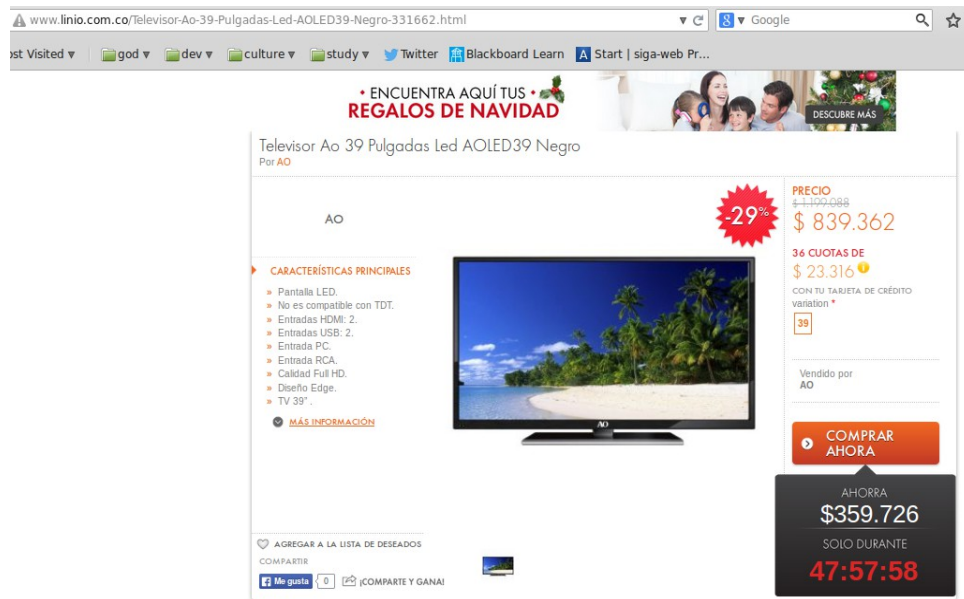 www.linio.com.co/Televisor-Ao-39-Pulgadas-Led-AOLED39-Negro-331662.html
Google
ost Visited
god
dev
culture
study
Twitter
Blackboard Learn
Start | siga-web Pr...
• ENCUENTRA AQUÍ TUS •
REGALOS DE NAVIDAD
DESCUBRE MÁS
Televisor Ao 39 Pulgadas Led AOLED39 Negro
Por AO
AO
-29%
CARACTERÍSTICAS PRINCIPALES
» Pantalla LED.
» No es compatible con TDT.
» Entradas HDMI: 2.
» Entradas USB: 2.
» Entrada PC.
» Entrada RCA.
» Calidad Full HD.
» Diseño Edge.
» TV 39" .
MÁS INFORMACIÓN
AO
PRECIO
$ 1.199.088
$ 839.362
36 CUOTAS DE
$ 23.316
CON TU TARJETA DE CRÉDITO
variation *
39
Vendido por
AO
COMPRAR
AHORA
AHORRA
$359.726
SOLO DURANTE
47:57:58
AGREGAR A LA LISTA DE DESEADOS
COMPARTIR
Me gusta
0
¡COMPARTE Y GANA!